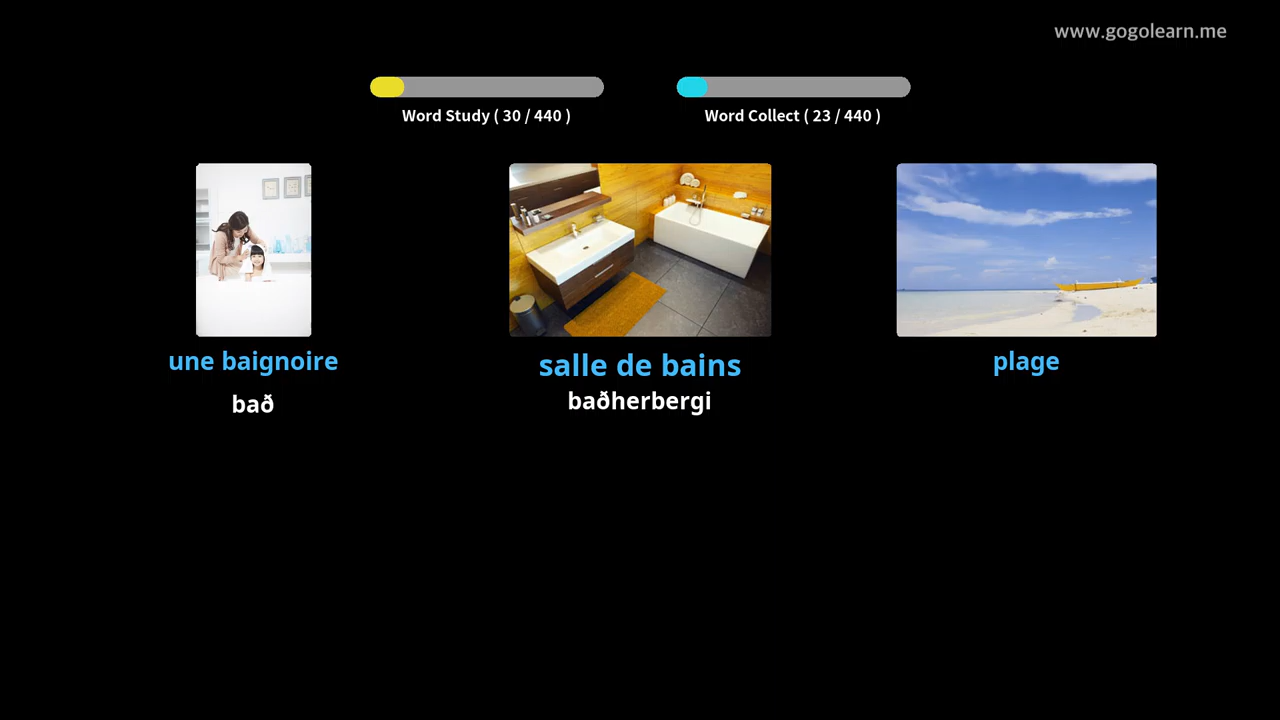 www.gogolearn.me
Word Study ( 30 / 440 )
Word Collect ( 23 / 440 )
une baignoire
bað
salle de bains
baðherbergi
plage